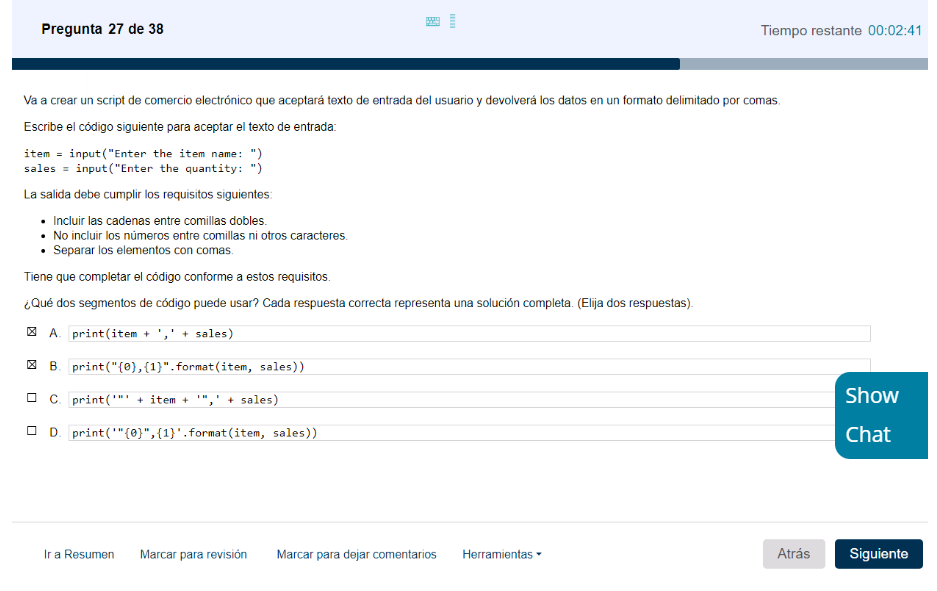 Pregunta 27 de 38
Tiempo restante 00:02:41
Va a crear un script de comercio electrónico que aceptará texto de entrada del usuario y devolverá los datos en un formato delimitado por comas.
Escribe el código siguiente para aceptar el texto de entrada:
item = input("Enter the item name: ")
sales = input("Enter the quantity: ")
La salida debe cumplir los requisitos siguientes:
• Incluir las cadenas entre comillas dobles.
• No incluir los números entre comillas ni otros caracteres.
• Separar los elementos con comas.
Tiene que completar el código conforme a estos requisitos.
¿Qué dos segmentos de código puede usar? Cada respuesta correcta representa una solución completa. (Elija dos respuestas).
☒ A. print(item + ',' + sales)
☒ B. print("{0},{1}".format(item, sales))
☐ C. print('"' + item + '",' + sales)
☐ D. print('"{0}",{1}'.format(item, sales))
Show
Chat
Ir a Resumen Marcar para revisión Marcar para dejar comentarios Herramientas Atrás Siguiente